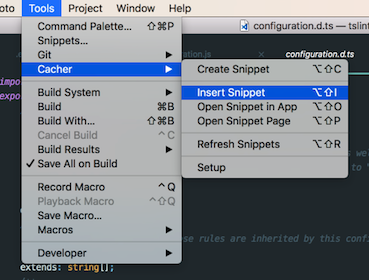 oto Tools Project Window Help
configuration.d.ts — tslint
Command Palette... ⇧⌘P
Snippets...
Git
Cacher
Build System
Build ⌘B
Build With... ⇧⌘B
Cancel Build ^C
Build Results
✓ Save All on Build
Record Macro ^Q
Playback Macro ^⇧Q
Save Macro...
Macros
Developer
ration.js × configuration.d.ts
Create Snippet ⌥⇧C
Insert Snippet ⌥⇧I
Open Snippet in App ⌥⇧O
Open Snippet Page ⌥⇧P
Refresh Snippets ⌥⇧R
Setup
impo
expo
se rules are inherited by this confi
extends: string[];